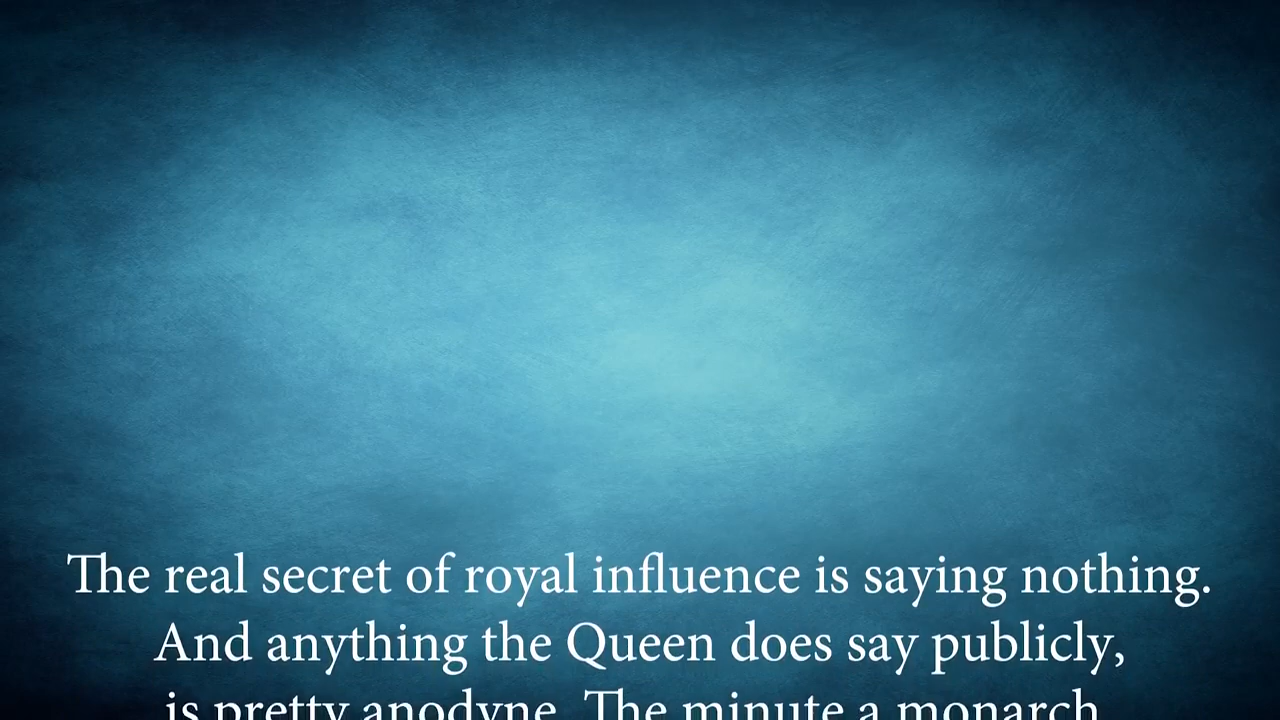 The real secret of royal influence is saying nothing.
And anything the Queen does say publicly,
is pretty anodyne. The minute a monarch